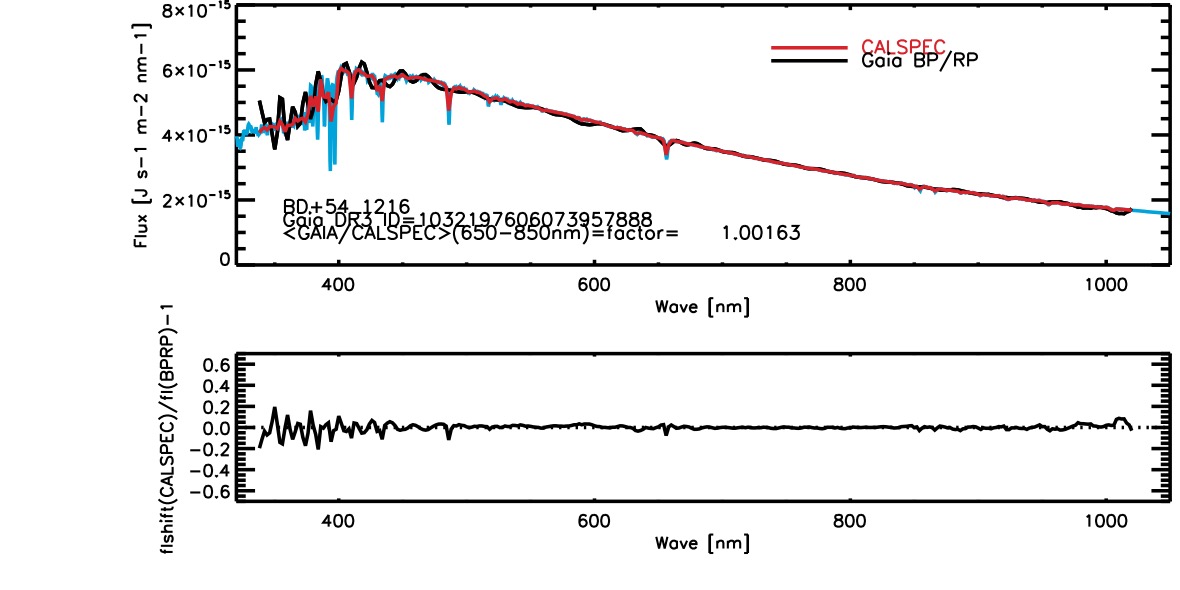 8×10⁻¹⁵
6×10⁻¹⁵
4×10⁻¹⁵
2×10⁻¹⁵
0
Flux [J s−1 m−2 nm−1]
CALSPEC
Gaia BP/RP
BD+54_1216
Gaia DR3 ID=1032197606073957888
<GAIA/CALSPEC>(650−850nm)=factor= 1.00163
400 600 800 1000
Wave [nm]
flshift(CALSPEC)/fl(BPRP)−1
0.6
0.4
0.2
0.0
−0.2
−0.4
−0.6
400 600 800 1000
Wave [nm]